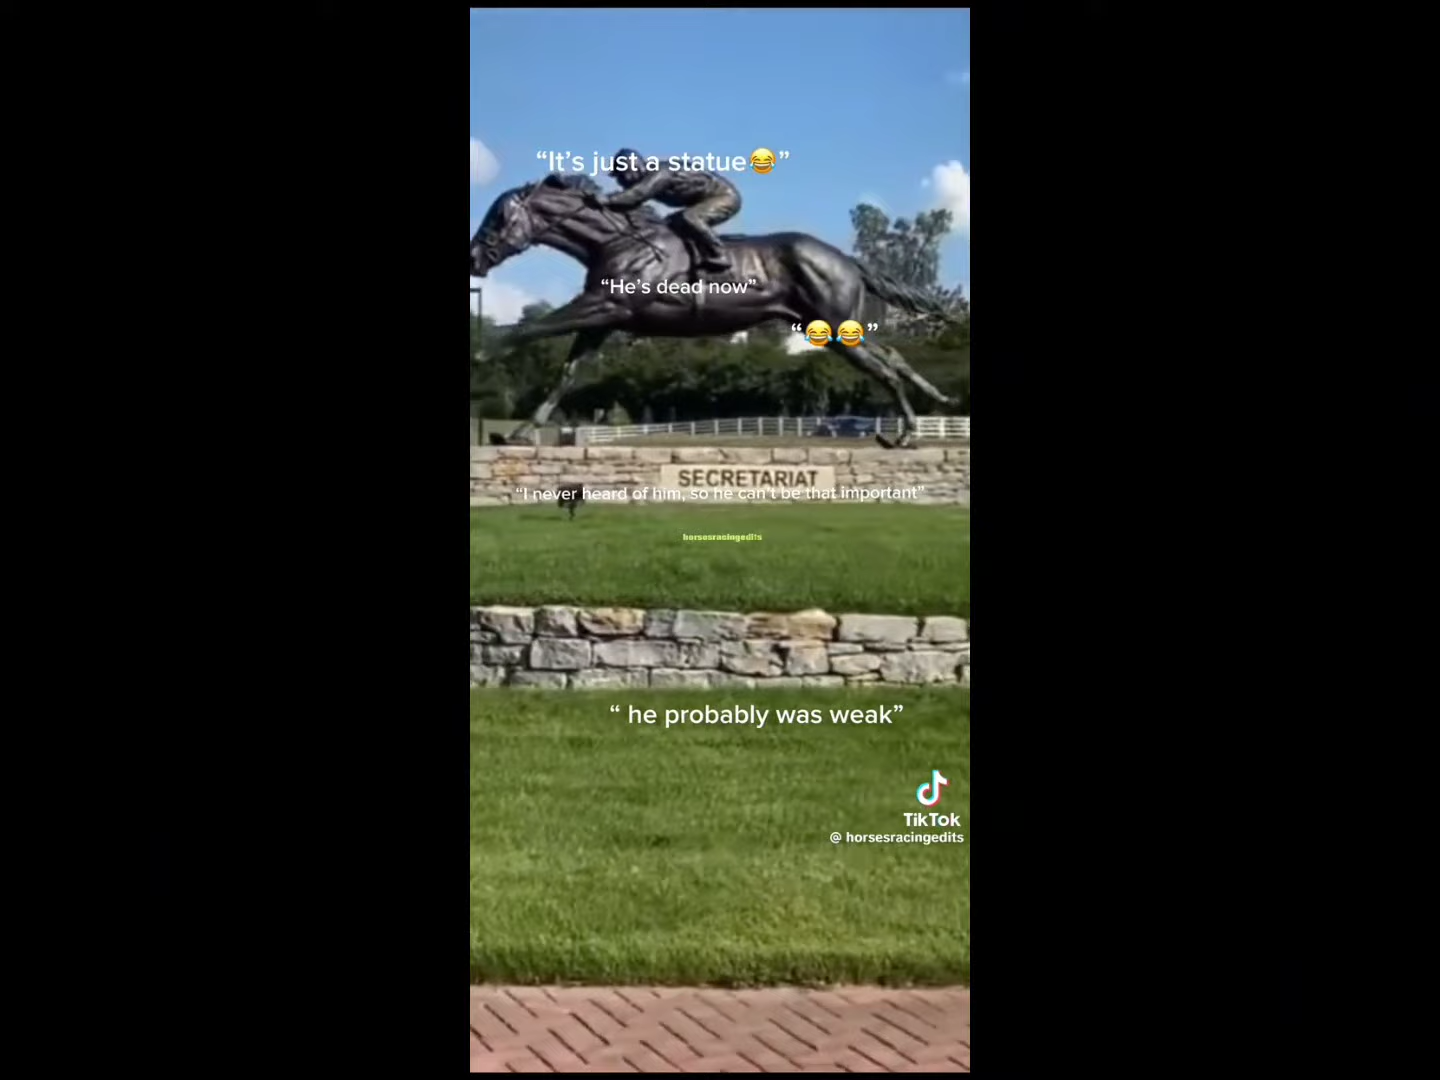 “It’s just a statue😂”
“He’s dead now”
“😂😂”
SECRETARIAT
“I never heard of him, so he can’t be that important”
horsesracingedits
“ he probably was weak”
TikTok
@ horsesracingedits